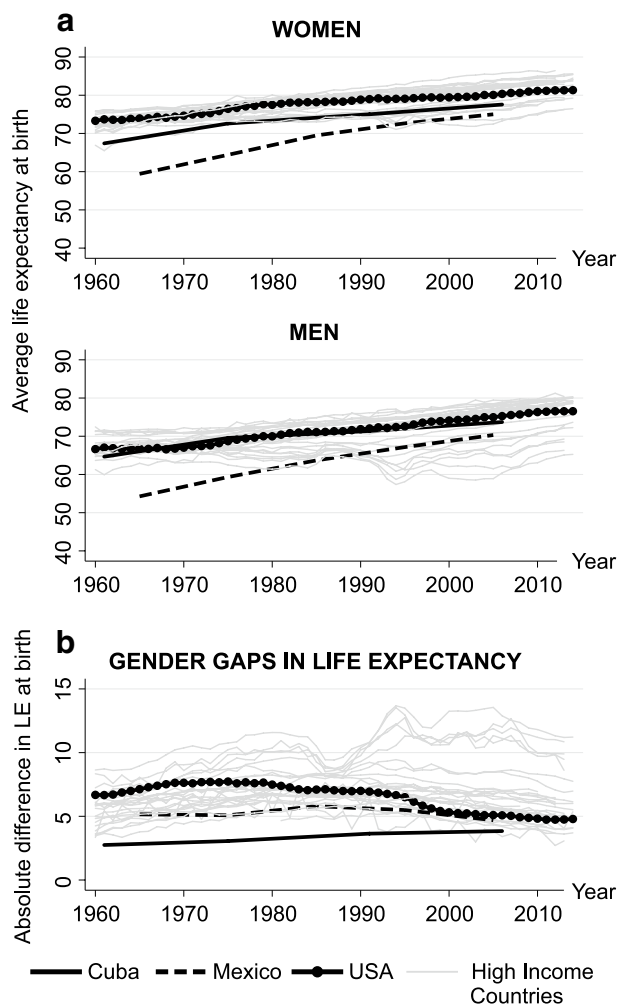 a
WOMEN
Average life expectancy at birth
90
80
70
60
50
40
1960 1970 1980 1990 2000 2010
Year
MEN
90
80
70
60
50
40
1960 1970 1980 1990 2000 2010
Year
b
GENDER GAPS IN LIFE EXPECTANCY
Absolute difference in LE at birth
15
10
5
0
1960 1970 1980 1990 2000 2010
Year
Cuba Mexico USA High Income
Countries